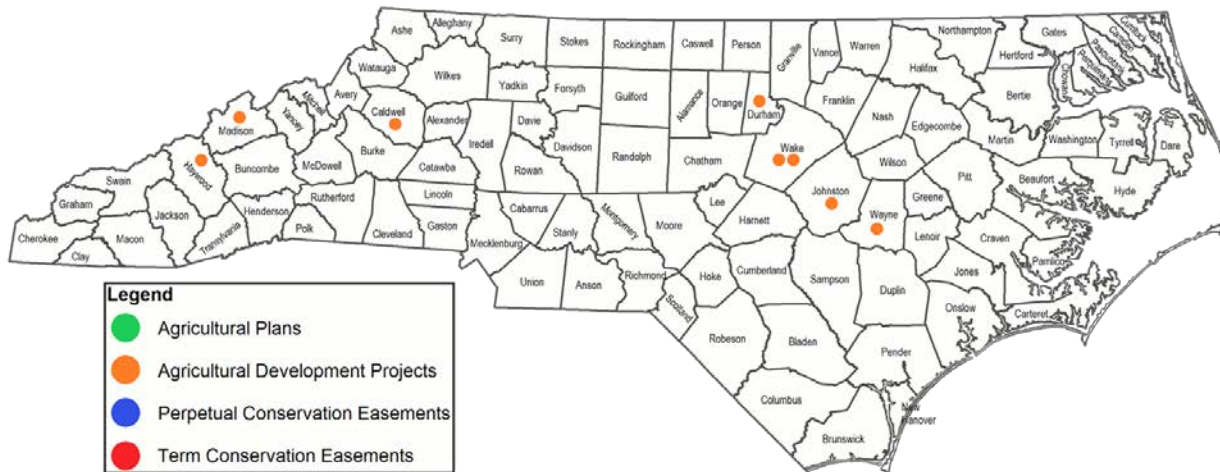 Ashe
Alleghany
Surry
Stokes
Rockingham
Caswell
Person
Granville
Vance
Warren
Northampton
Hertford
Gates
Currituck
Camden
Pasquotank
Perquimans
Chowan
Watauga
Wilkes
Yadkin
Forsyth
Guilford
Alamance
Orange
Durham
Franklin
Halifax
Bertie
Mitchell
Avery
Caldwell
Alexander
Davie
Nash
Edgecombe
Martin
Washington
Tyrrell
Dare
Madison
Yancey
Iredell
Davidson
Randolph
Chatham
Wake
Wilson
Haywood
Buncombe
McDowell
Burke
Catawba
Rowan
Pitt
Beaufort
Hyde
Swain
Graham
Jackson
Henderson
Rutherford
Lincoln
Cabarrus
Montgomery
Moore
Lee
Harnett
Johnston
Wayne
Greene
Lenoir
Craven
Pamlico
Cherokee
Macon
Clay
Transylvania
Polk
Cleveland
Gaston
Mecklenburg
Stanly
Union
Anson
Richmond
Scotland
Hoke
Cumberland
Sampson
Duplin
Jones
Onslow
Carteret
Robeson
Bladen
Pender
Columbus
New
Hanover
Brunswick
Legend
Agricultural Plans
Agricultural Development Projects
Perpetual Conservation Easements
Term Conservation Easements